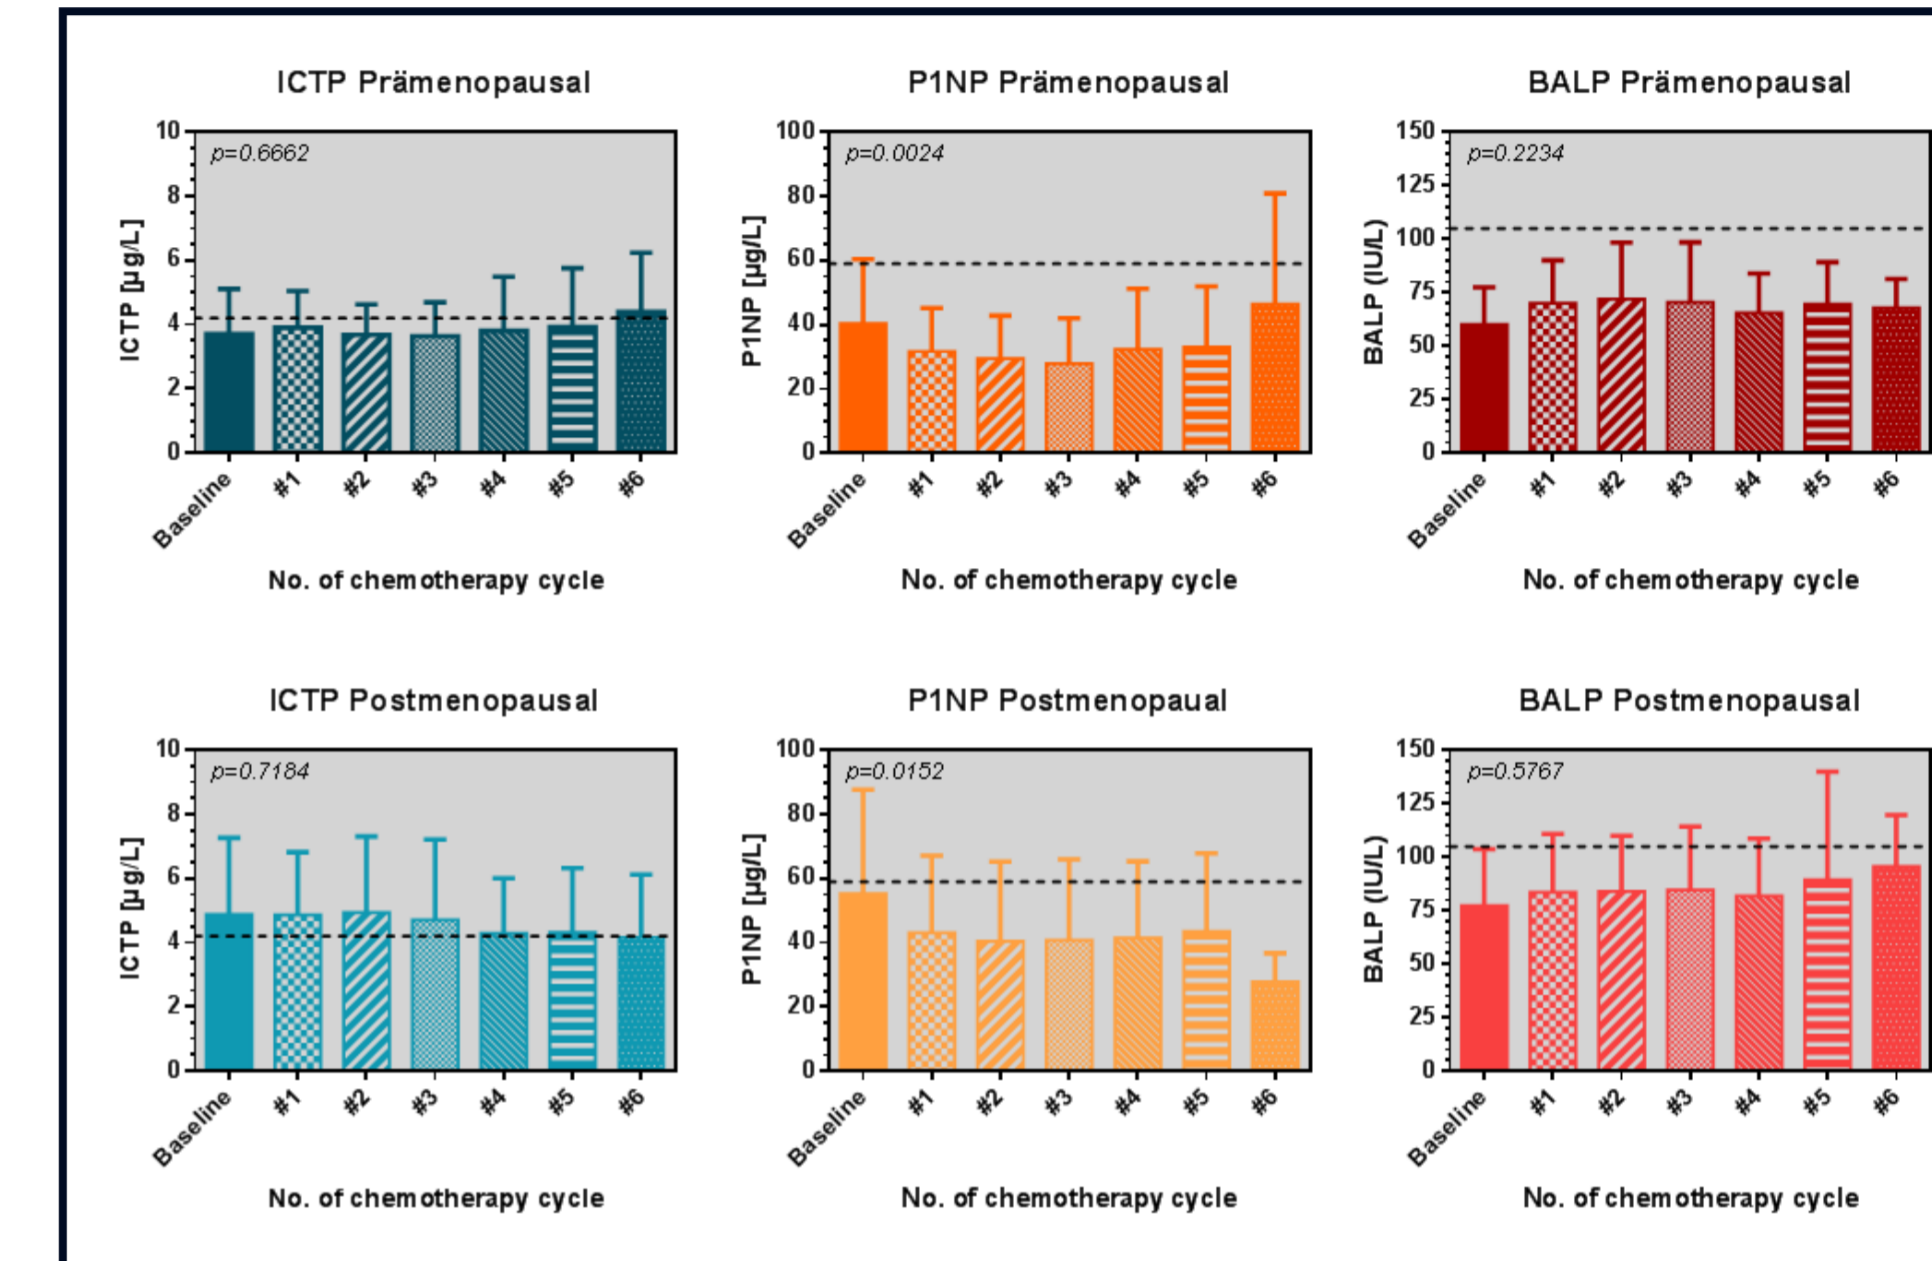 ICTP Prämenopausal
10
8
6
4
2
0
ICTP [µg/L]
p=0.6662
Baseline
#1
#2
#3
#4
#5
#6
No. of chemotherapy cycle
P1NP Prämenopausal
100
80
60
40
20
0
P1NP [µg/L]
p=0.0024
Baseline
#1
#2
#3
#4
#5
#6
No. of chemotherapy cycle
BALP Prämenopausal
150
125
100
75
50
25
0
BALP (IU/L)
p=0.2234
Baseline
#1
#2
#3
#4
#5
#6
No. of chemotherapy cycle
ICTP Postmenopausal
10
8
6
4
2
0
ICTP [µg/L]
p=0.7184
Baseline
#1
#2
#3
#4
#5
#6
No. of chemotherapy cycle
P1NP Postmenopaual
100
80
60
40
20
0
P1NP [µg/L]
p=0.0152
Baseline
#1
#2
#3
#4
#5
#6
No. of chemotherapy cycle
BALP Postmenopausal
150
125
100
75
50
25
0
BALP (IU/L)
p=0.5767
Baseline
#1
#2
#3
#4
#5
#6
No. of chemotherapy cycle